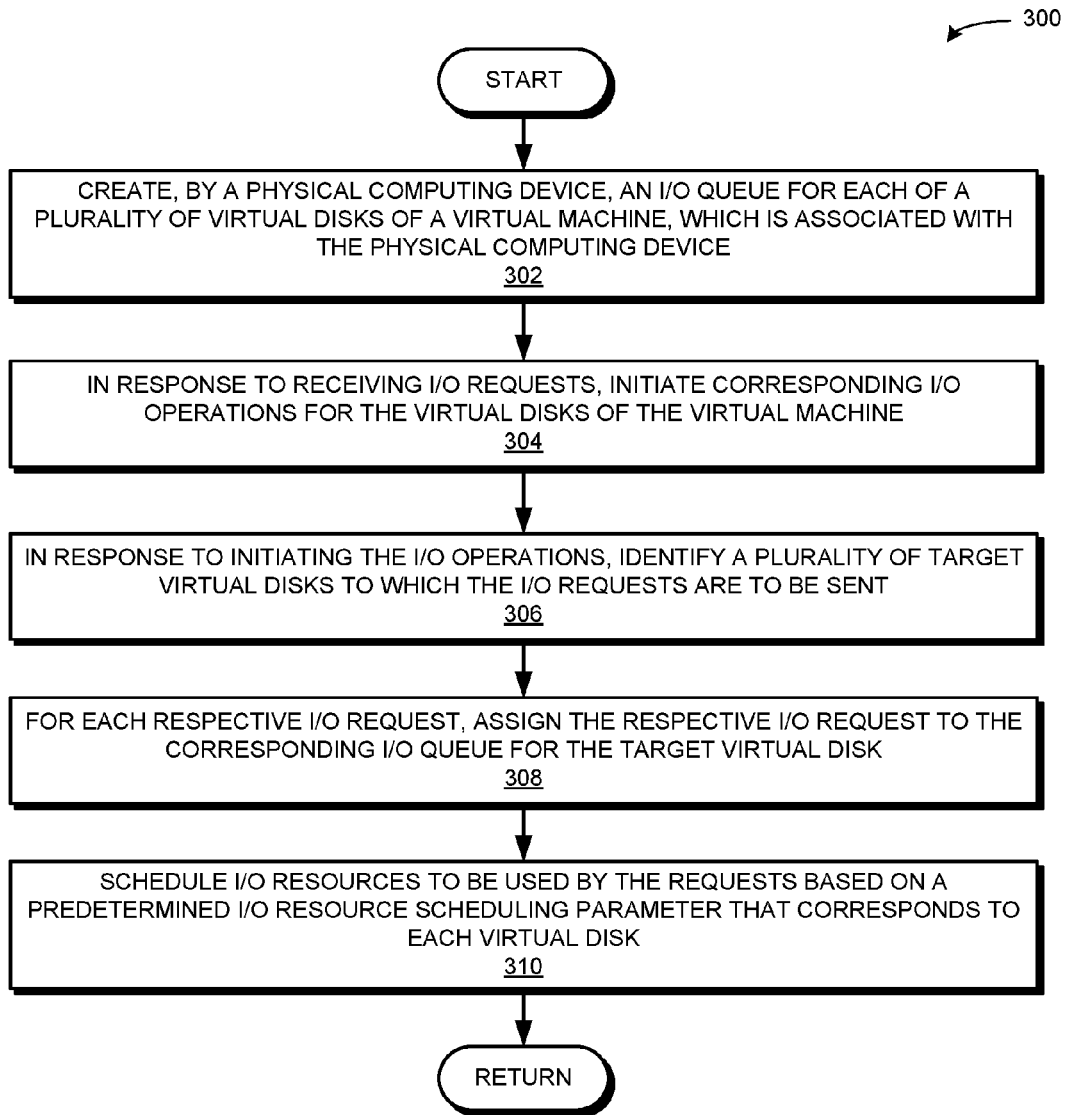 300
START
CREATE, BY A PHYSICAL COMPUTING DEVICE, AN I/O QUEUE FOR EACH OF A
PLURALITY OF VIRTUAL DISKS OF A VIRTUAL MACHINE, WHICH IS ASSOCIATED WITH
THE PHYSICAL COMPUTING DEVICE
302
IN RESPONSE TO RECEIVING I/O REQUESTS, INITIATE CORRESPONDING I/O
OPERATIONS FOR THE VIRTUAL DISKS OF THE VIRTUAL MACHINE
304
IN RESPONSE TO INITIATING THE I/O OPERATIONS, IDENTIFY A PLURALITY OF TARGET
VIRTUAL DISKS TO WHICH THE I/O REQUESTS ARE TO BE SENT
306
FOR EACH RESPECTIVE I/O REQUEST, ASSIGN THE RESPECTIVE I/O REQUEST TO THE
CORRESPONDING I/O QUEUE FOR THE TARGET VIRTUAL DISK
308
SCHEDULE I/O RESOURCES TO BE USED BY THE REQUESTS BASED ON A
PREDETERMINED I/O RESOURCE SCHEDULING PARAMETER THAT CORRESPONDS TO
EACH VIRTUAL DISK
310
RETURN